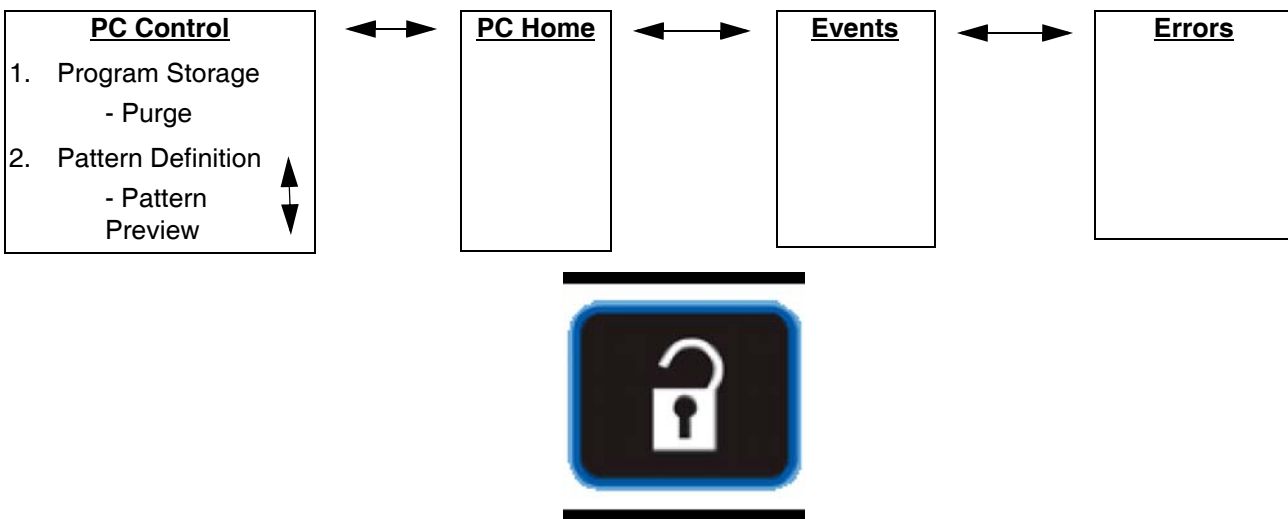 PC Control
1. Program Storage
- Purge
2. Pattern Definition
- Pattern
Preview
PC Home
Events
Errors